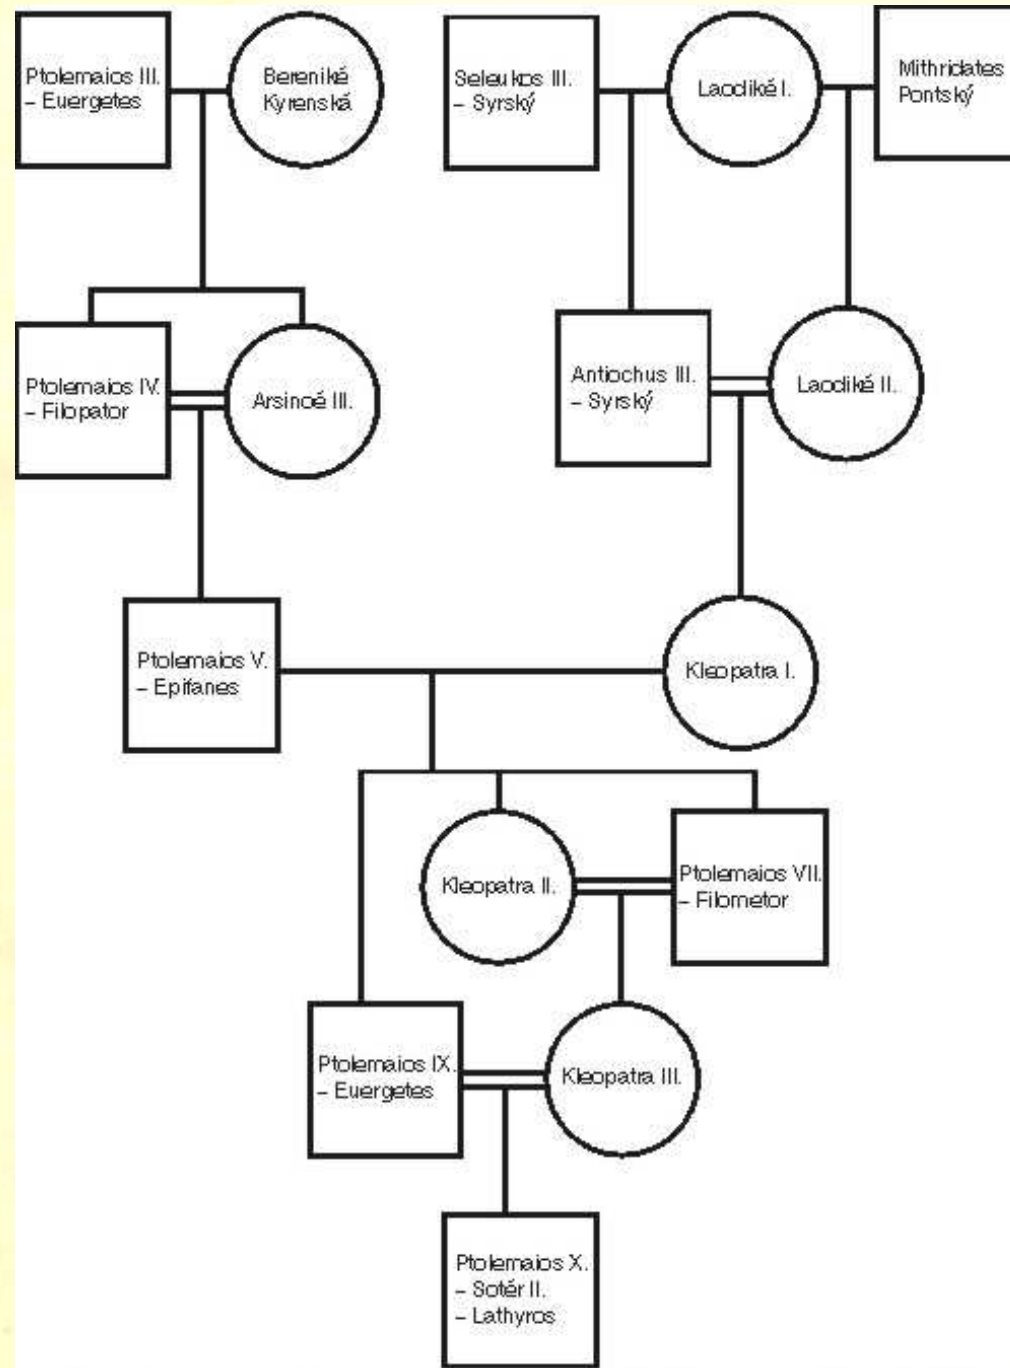 Ptolemaios III.
– Euergetes
Bereniké
Kyrenská
Seleukos III.
– Syrský
Laodiké I.
Mithridates
Pontský
Ptolemaios IV.
– Filopator
Arsinoé III.
Antiochus III.
– Syrský
Laodiké II.
Ptolemaios V.
– Epifanes
Kleopatra I.
Kleopatra II.
Ptolemaios VII.
– Filometor
Ptolemaios IX.
– Euergetes
Kleopatra III.
Ptolemaios X.
– Sotér II.
– Lathyros